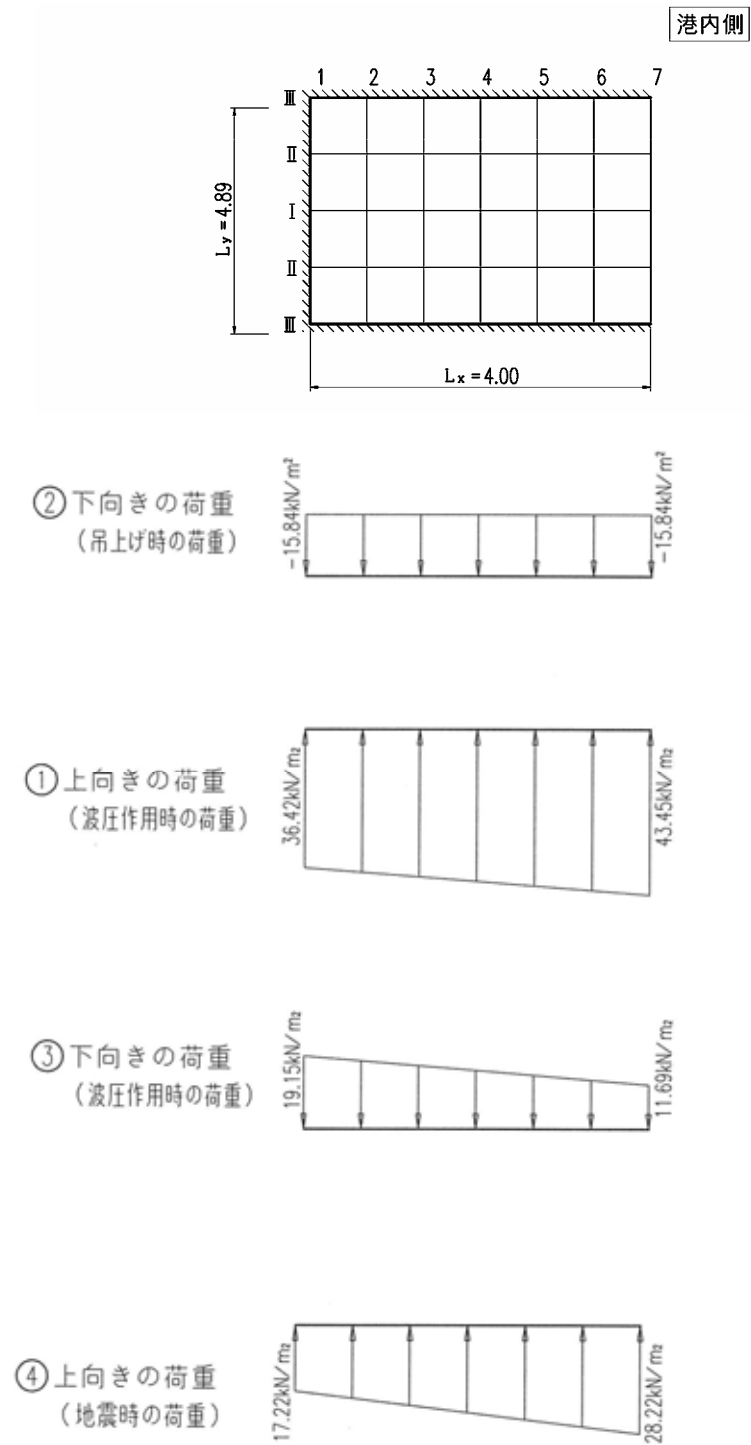 港内側
1 2 3 4 5 6 7
Ⅲ
Ⅱ
Ⅰ
Ⅱ
Ⅲ
Ly = 4.89
Lx = 4.00
②下向きの荷重
(吊上げ時の荷重)
-15.84kN/m²
-15.84kN/m²
①上向きの荷重
(波圧作用時の荷重)
36.42kN/m2
43.45kN/m2
③下向きの荷重
(波圧作用時の荷重)
19.15kN/m2
11.69kN/m2
④上向きの荷重
(地震時の荷重)
17.22kN/m2
28.22kN/m2